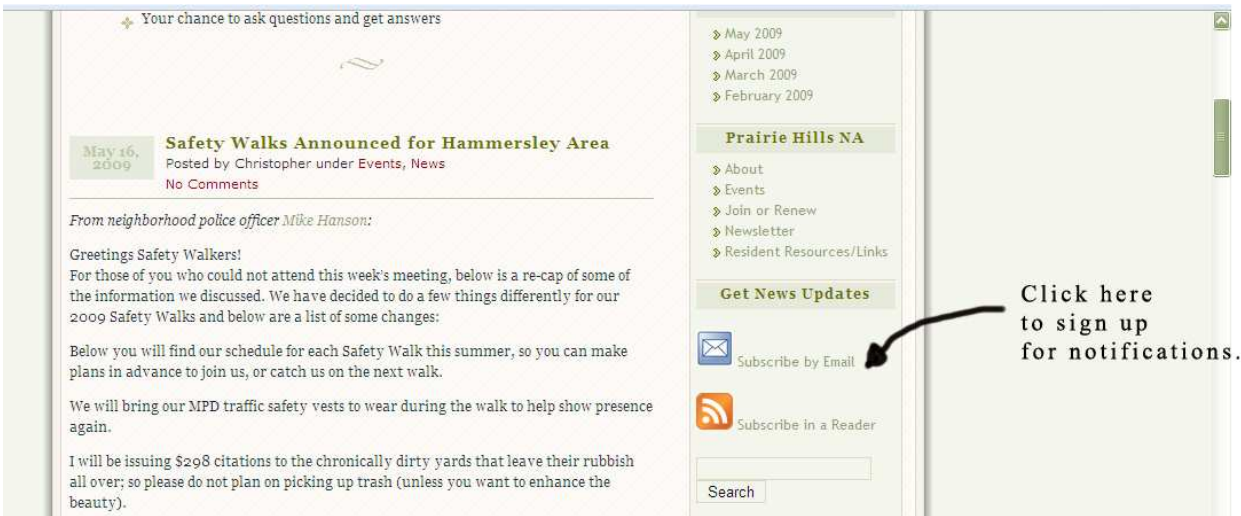 Your chance to ask questions and get answers
May 16,
2009
Safety Walks Announced for Hammersley Area
Posted by Christopher under Events, News
No Comments
From neighborhood police officer Mike Hanson:
Greetings Safety Walkers!
For those of you who could not attend this week's meeting, below is a re-cap of some of
the information we discussed. We have decided to do a few things differently for our
2009 Safety Walks and below are a list of some changes:
Below you will find our schedule for each Safety Walk this summer, so you can make
plans in advance to join us, or catch us on the next walk.
We will bring our MPD traffic safety vests to wear during the walk to help show presence
again.
I will be issuing $298 citations to the chronically dirty yards that leave their rubbish
all over; so please do not plan on picking up trash (unless you want to enhance the
beauty).
May 2009
April 2009
March 2009
February 2009
Prairie Hills NA
About
Events
Join or Renew
Newsletter
Resident Resources/Links
Get News Updates
Subscribe by Email
Subscribe in a Reader
Search
Click here
to sign up
for notifications.